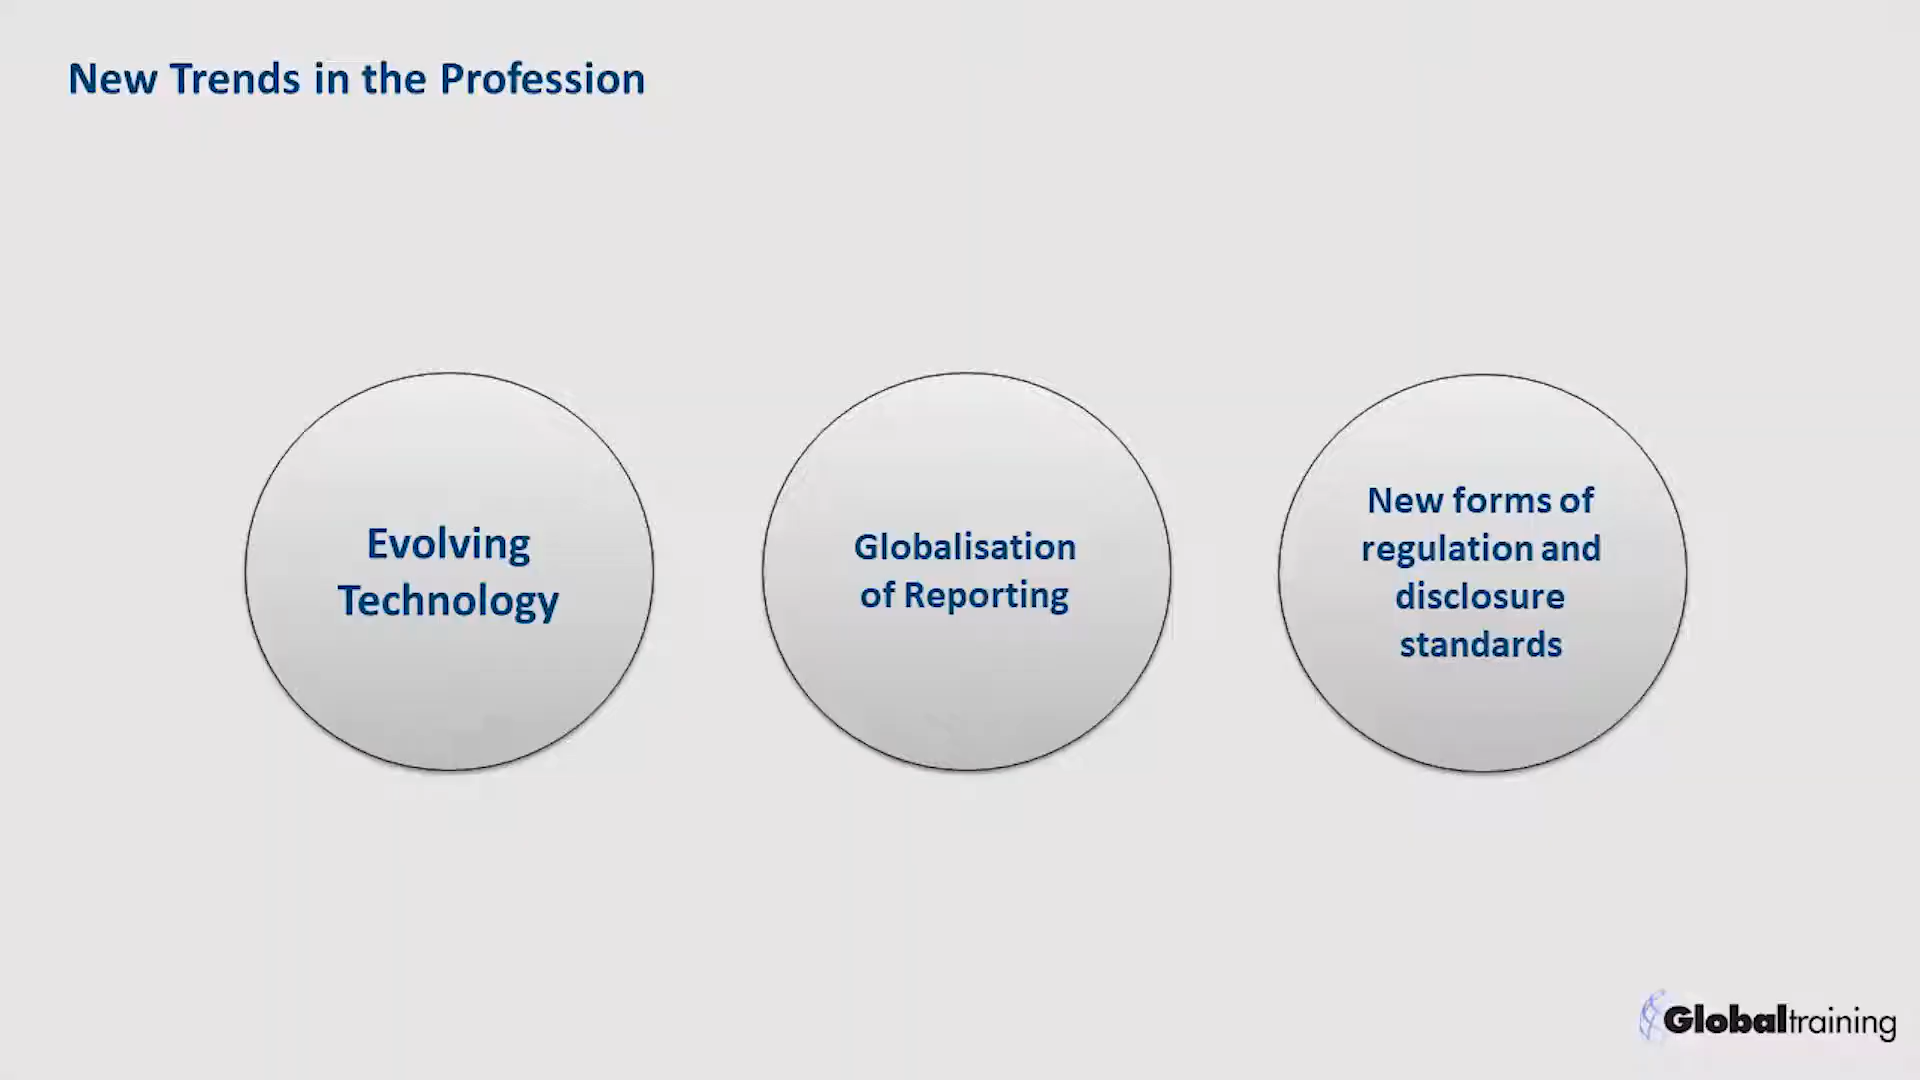 New Trends in the Profession
Evolving
Technology
Globalisation
of Reporting
New forms of
regulation and
disclosure
standards
Globaltraining